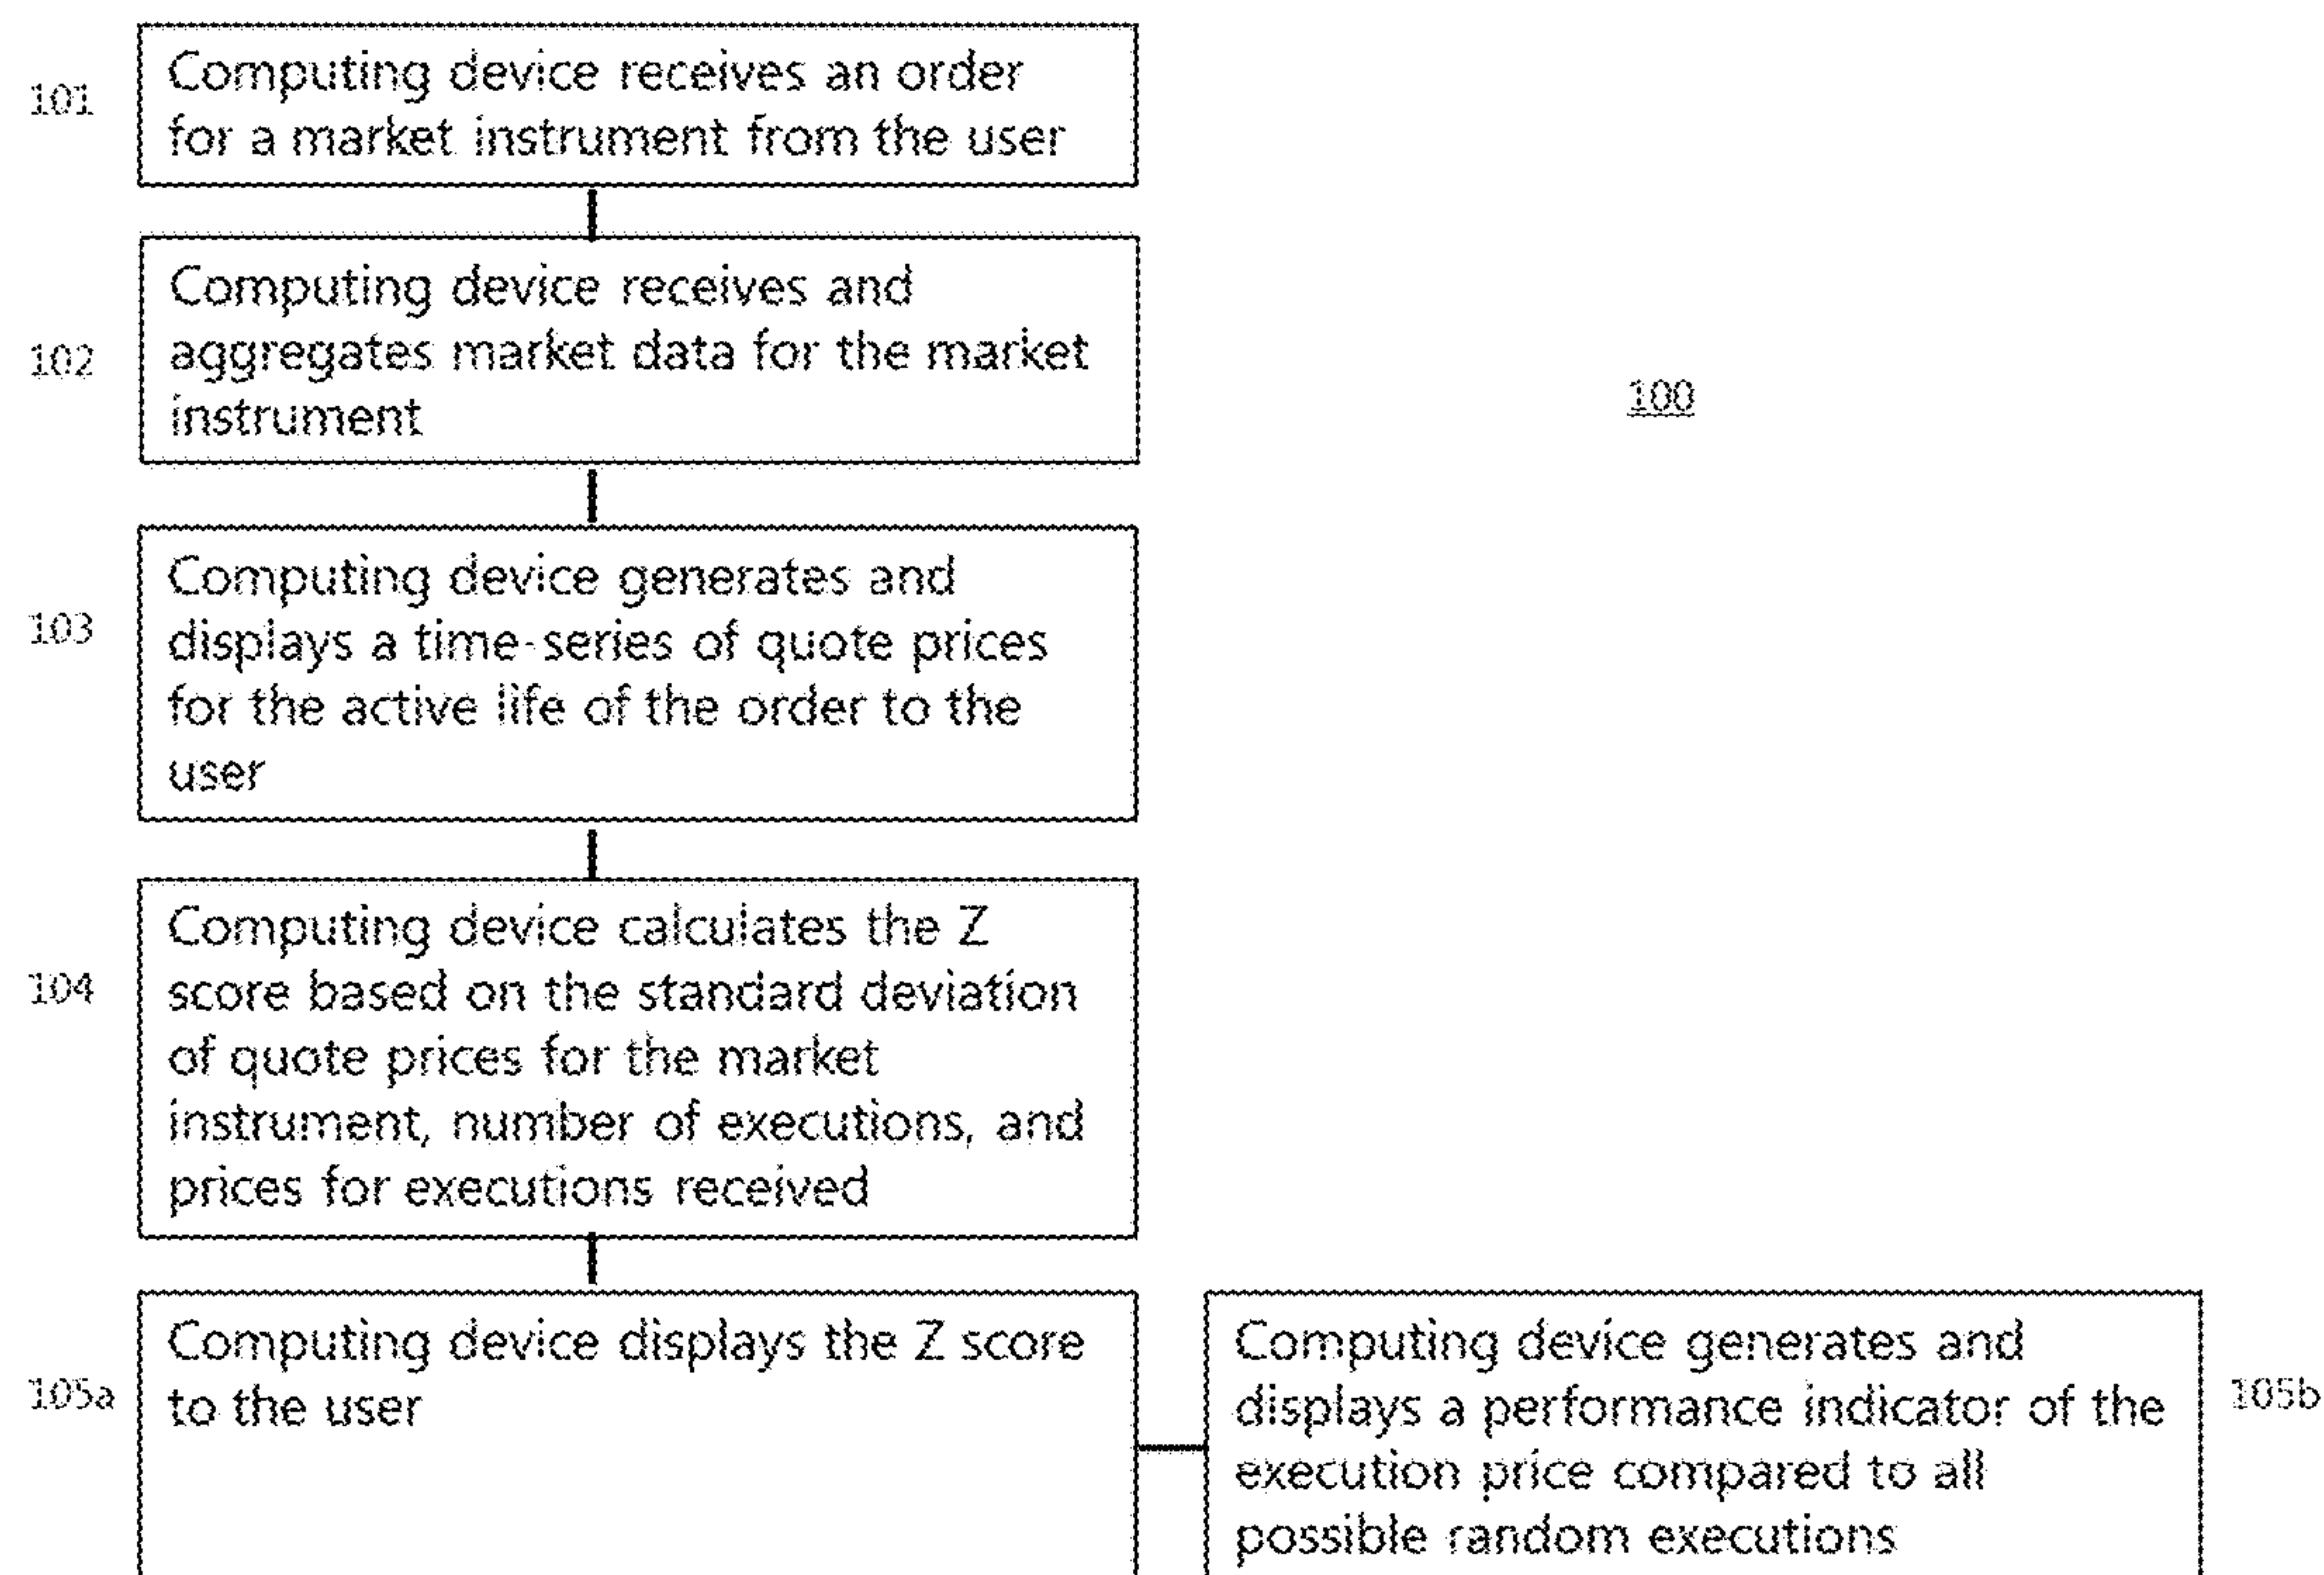 101
Computing device receives an order
for a market instrument from the user
102
Computing device receives and
aggregates market data for the market
instrument
100
103
Computing device generates and
displays a time-series of quote prices
for the active life of the order to the
user
104
Computing device calculates the Z
score based on the standard deviation
of quote prices for the market
instrument, number of executions, and
prices for executions received
105a
Computing device displays the Z score
to the user
Computing device generates and
displays a performance indicator of the
execution price compared to all
possible random executions
105b